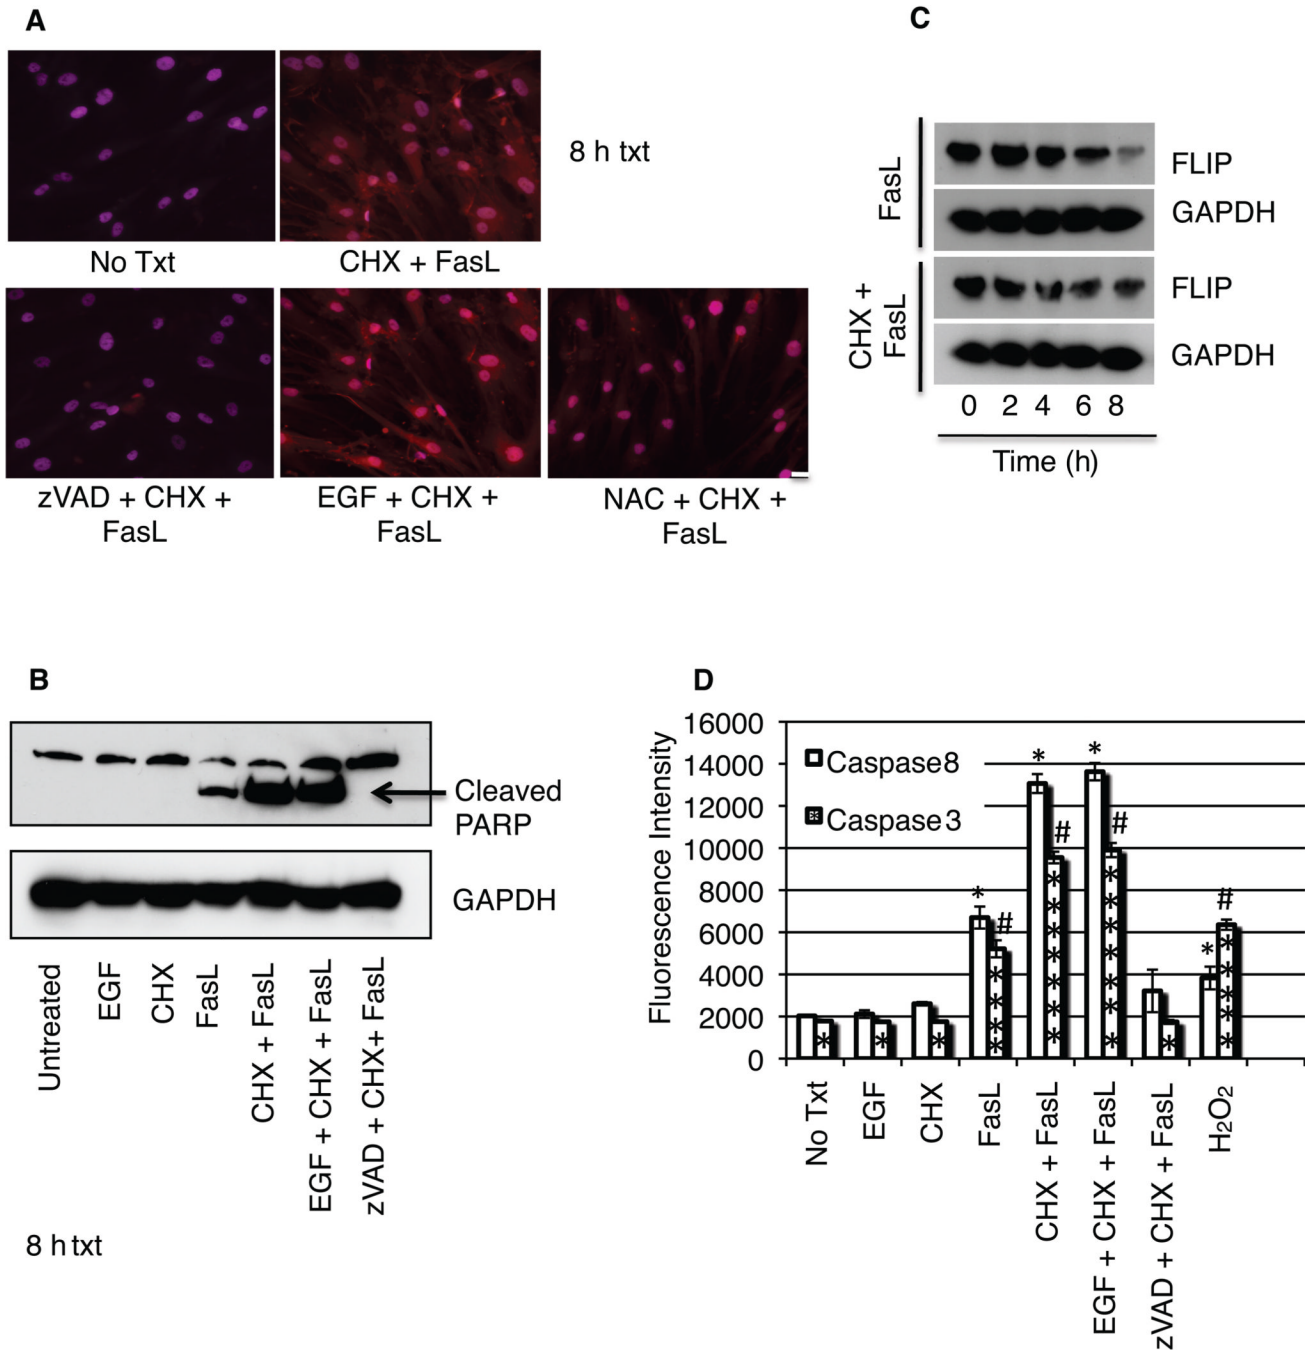 A
8 h txt
No Txt
CHX + FasL
zVAD + CHX +
FasL
EGF + CHX +
FasL
NAC + CHX +
FasL
C
FasL
FLIP
GAPDH
CHX +
FasL
FLIP
GAPDH
0 2 4 6 8
Time (h)
B
Cleaved
PARP
GAPDH
Untreated
EGF
CHX
FasL
CHX + FasL
EGF + CHX + FasL
zVAD + CHX+ FasL
8 h txt
D
Fluorescence Intensity
16000
14000
12000
10000
8000
6000
4000
2000
0
Caspase8
Caspase3
*
#
*
#
*
#
*
#
No Txt
EGF
CHX
FasL
CHX + FasL
EGF + CHX + FasL
zVAD + CHX + FasL
H₂O₂